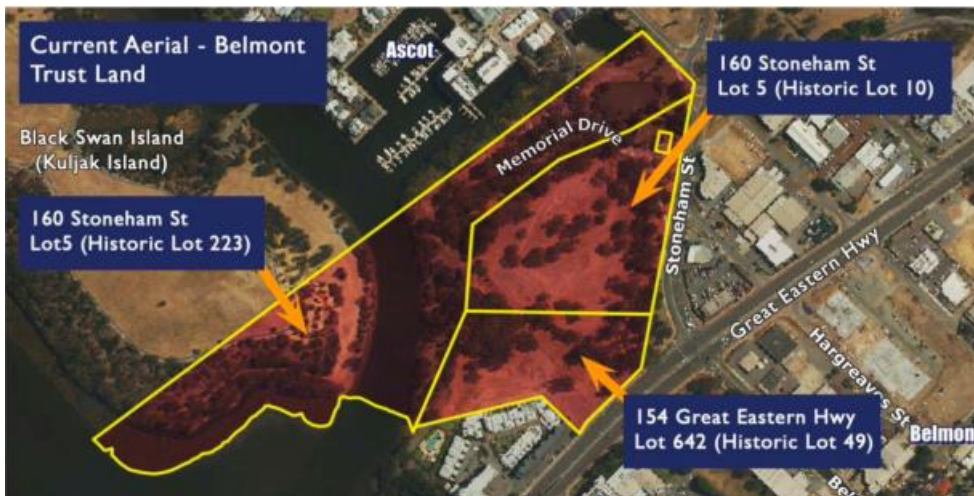 Current Aerial - Belmont
Trust Land
Ascot
160 Stoneham St
Lot 5 (Historic Lot 10)
Black Swan Island
(Kuljak Island)
Memorial Drive
Stoneham St
160 Stoneham St
Lot5 (Historic Lot 223)
Great Eastern Hwy
Hargreaves St
154 Great Eastern Hwy
Lot 642 (Historic Lot 49)
Belmon
Be